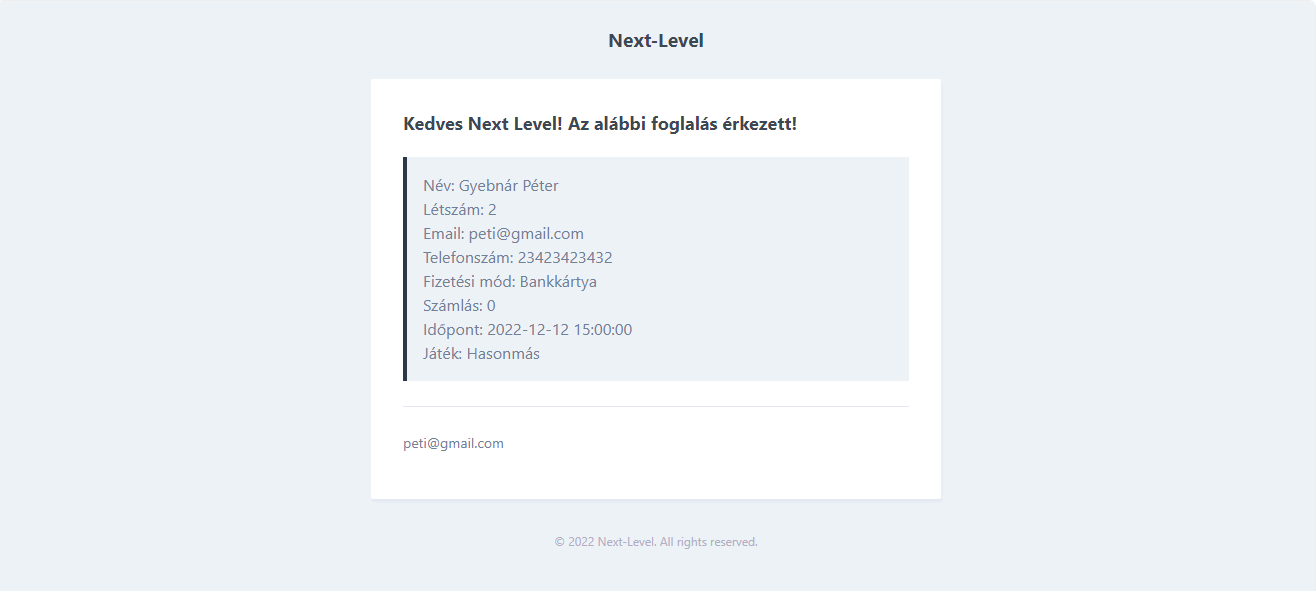 Next-Level
Kedves Next Level! Az alábbi foglalás érkezett!
Név: Gyebnár Péter
Létszám: 2
Email: peti@gmail.com
Telefonszám: 23423423432
Fizetési mód: Bankkártya
Számlás: 0
Időpont: 2022-12-12 15:00:00
Játék: Hasonmás
peti@gmail.com
© 2022 Next-Level. All rights reserved.